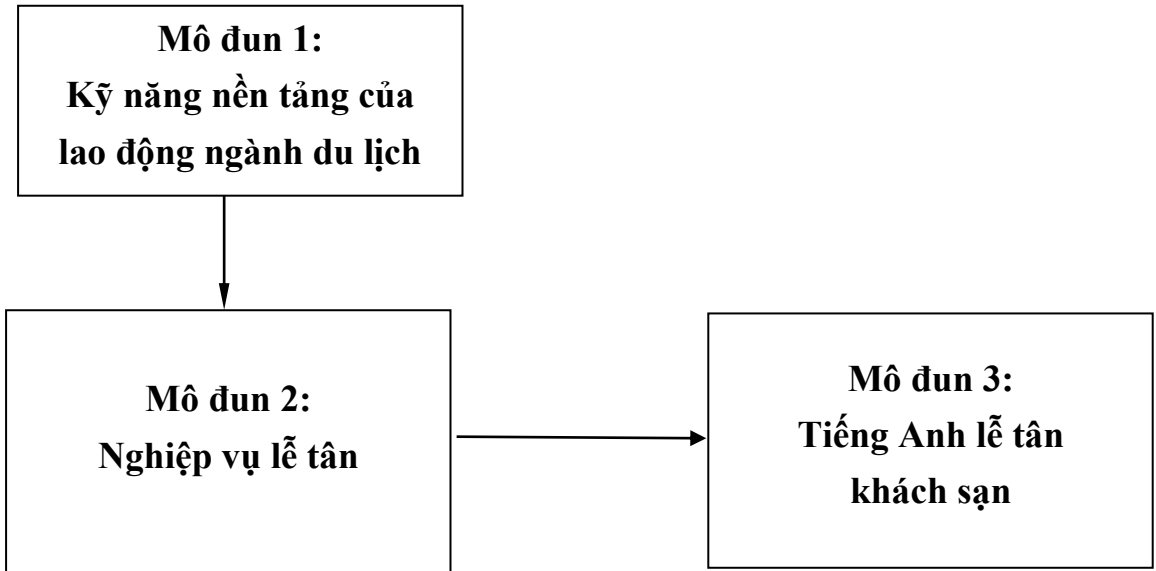 Mô đun 1:
Kỹ năng nền tảng của
lao động ngành du lịch
Mô đun 2:
Nghiệp vụ lễ tân
Mô đun 3:
Tiếng Anh lễ tân
khách sạn